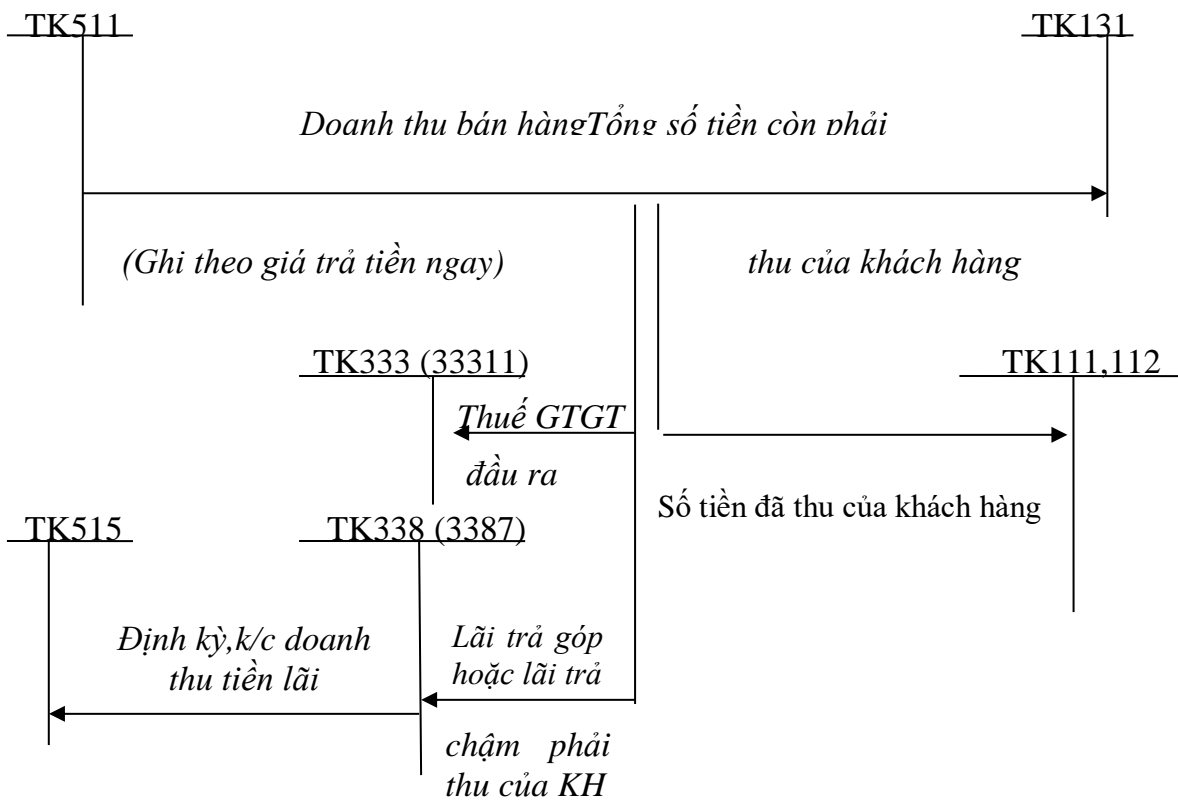 TK511 TK131
Doanh thu bán hàngTổng số tiền còn phải
(Ghi theo giá trả tiền ngay) thu của khách hàng
TK333 (33311) TK111,112
Thuế GTGT
đầu ra
Số tiền đã thu của khách hàng
TK515 TK338 (3387)
Định kỳ,k/c doanh
thu tiền lãi
Lãi trả góp
hoặc lãi trả
chậm phải
thu của KH